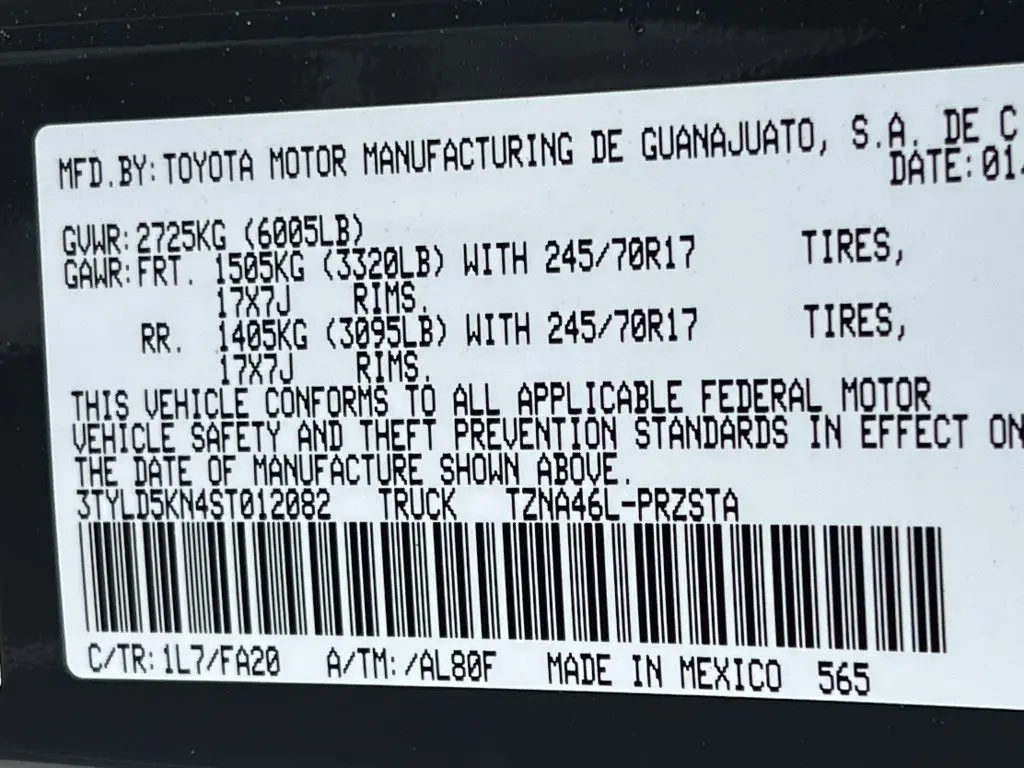 MFD.BY:TOYOTA MOTOR MANUFACTURING DE GUANAJUATO, S.A. DE C
DATE:01
GVWR:2725KG (6005LB)
GAWR:FRT. 1505KG (3320LB) WITH 245/70R17 TIRES,
17X7J RIMS.
RR. 1405KG (3095LB) WITH 245/70R17 TIRES,
17X7J RIMS.
THIS VEHICLE CONFORMS TO ALL APPLICABLE FEDERAL MOTOR
VEHICLE SAFETY AND THEFT PREVENTION STANDARDS IN EFFECT ON
THE DATE OF MANUFACTURE SHOWN ABOVE.
3TYLD5KN4ST012082 TRUCK TZNA46L-PRZSTA
C/TR:1L7/FA20 A/TM:/AL80F MADE IN MEXICO 565